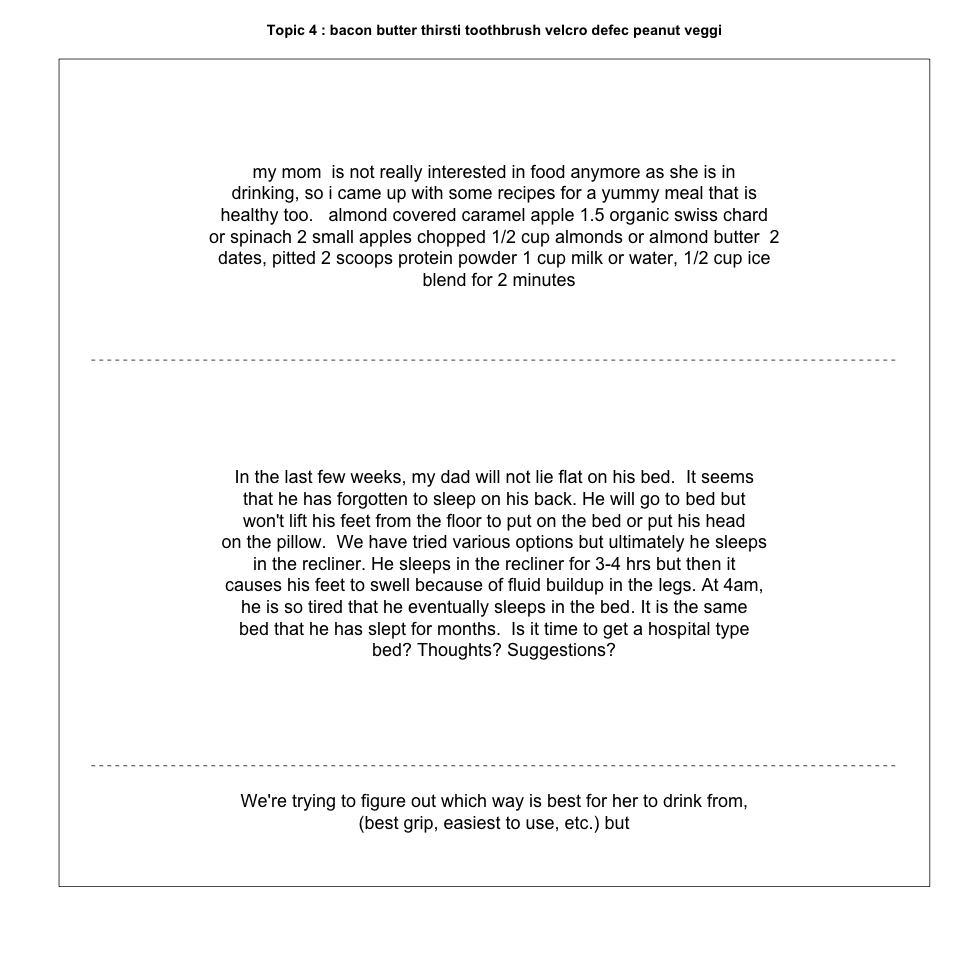 Topic 4 : bacon butter thirsti toothbrush velcro defec peanut veggi
my mom  is not really interested in food anymore as she is in
drinking, so i came up with some recipes for a yummy meal that is
healthy too.   almond covered caramel apple 1.5 organic swiss chard
or spinach 2 small apples chopped 1/2 cup almonds or almond butter  2
dates, pitted 2 scoops protein powder 1 cup milk or water, 1/2 cup ice
blend for 2 minutes
In the last few weeks, my dad will not lie flat on his bed.  It seems
that he has forgotten to sleep on his back. He will go to bed but
won't lift his feet from the floor to put on the bed or put his head
on the pillow.  We have tried various options but ultimately he sleeps
in the recliner. He sleeps in the recliner for 3-4 hrs but then it
causes his feet to swell because of fluid buildup in the legs. At 4am,
he is so tired that he eventually sleeps in the bed. It is the same
bed that he has slept for months.  Is it time to get a hospital type
bed? Thoughts? Suggestions?
We're trying to figure out which way is best for her to drink from,
(best grip, easiest to use, etc.) but